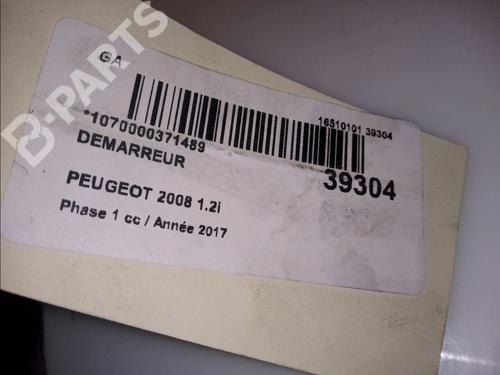 B-PARTS
GA
16510101 39304
*1070000371489
DEMARREUR
39304
PEUGEOT 2008 1.2i
Phase 1 cc / Année 2017